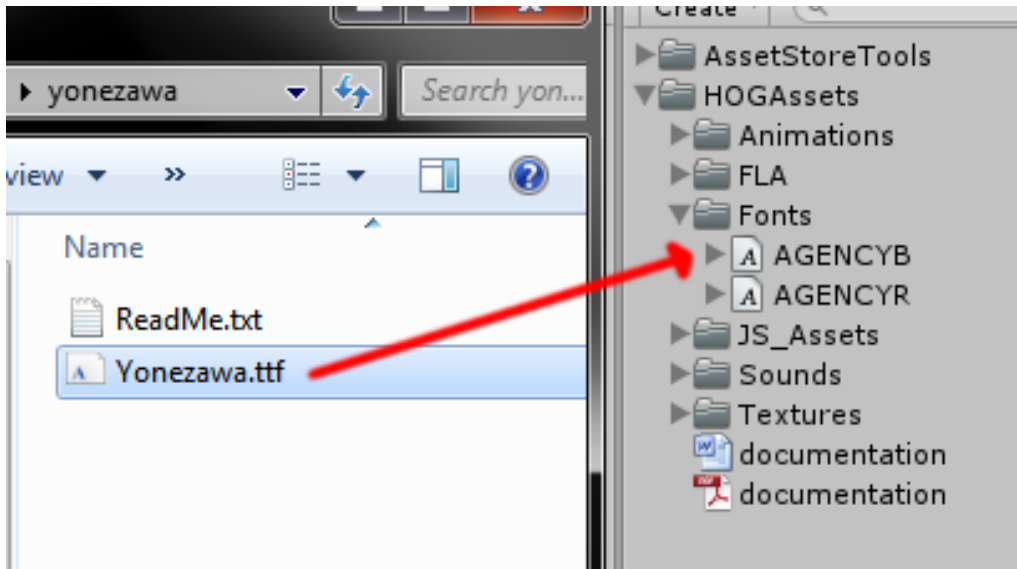 yonezawa
Search yon...
view
»
Name
ReadMe.txt
Yonezawa.ttf
Create
AssetStoreTools
HOGAssets
Animations
FLA
Fonts
AGENCYB
AGENCYR
JS_Assets
Sounds
Textures
documentation
documentation